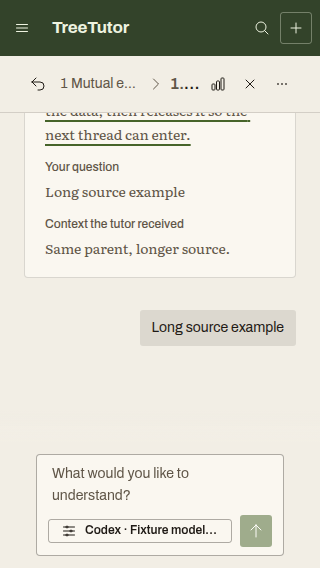 TreeTutor
1 Mutual e...
1....
the data, then releases it so the
next thread can enter.
Your question
Long source example
Context the tutor received
Same parent, longer source.
Long source example
What would you like to
understand?
Codex · Fixture model...